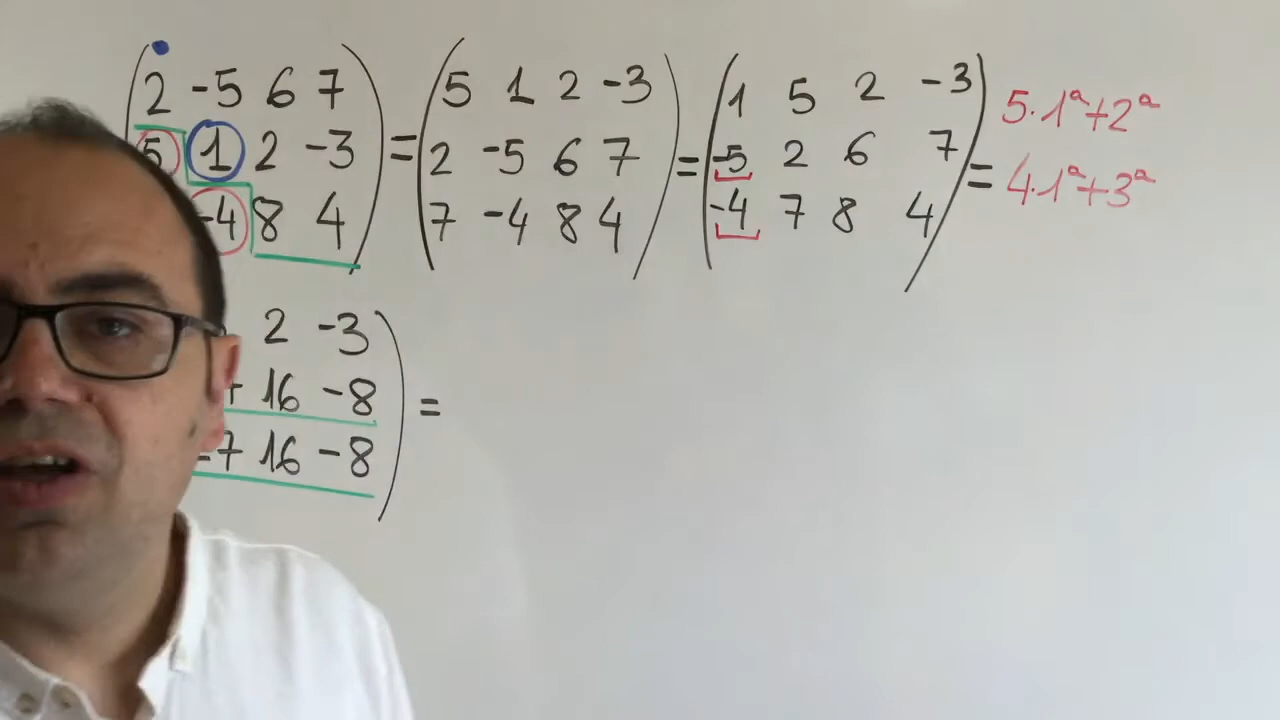 2 -5 6 7
5 1 2 -3
-4 8 4
=
5 1 2 -3
2 -5 6 7
7 -4 8 4
=
1 5 2 -3
-5 2 6 7
-4 7 8 4
=
5·1ª+2ª
4·1ª+3ª
2 -3
16 -8
-7 16 -8
=